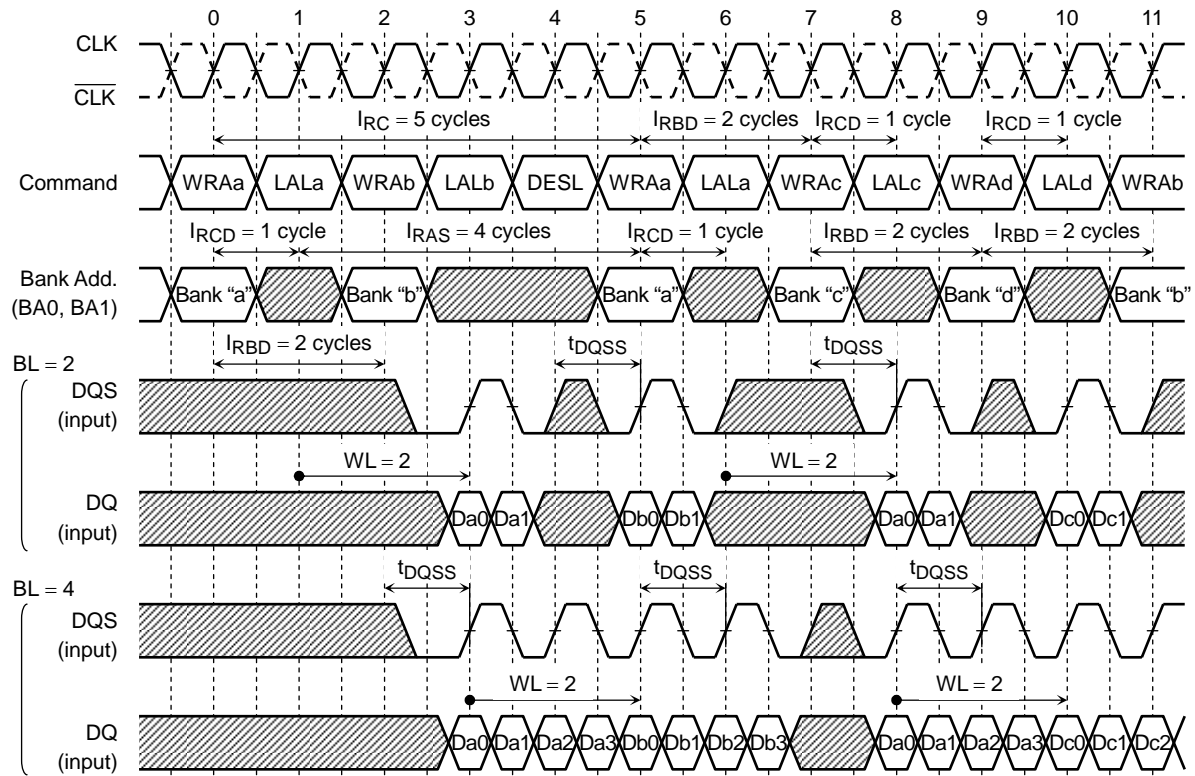 0 1 2 3 4 5 6 7 8 9 10 11
CLK
CLK
IRC = 5 cycles IRBD = 2 cycles IRCD = 1 cycle IRCD = 1 cycle
Command WRAa LALa WRAb LALb DESL WRAa LALa WRAc LALc WRAd LALd WRAb
IRCD = 1 cycle IRAS = 4 cycles IRCD = 1 cycle IRBD = 2 cycles IRBD = 2 cycles
Bank Add.
(BA0, BA1)
Bank “a” Bank “b” Bank “a” Bank “c” Bank “d” Bank “b”
IRBD = 2 cycles tDQSS tDQSS
BL = 2
DQS
(input)
WL = 2 WL = 2
DQ
(input)
Da0 Da1 Db0 Db1 Da0 Da1 Dc0 Dc1
BL = 4
tDQSS tDQSS tDQSS
DQS
(input)
WL = 2 WL = 2
DQ
(input)
Da0 Da1 Da2 Da3 Db0 Db1 Db2 Db3 Da0 Da1 Da2 Da3 Dc0 Dc1 Dc2